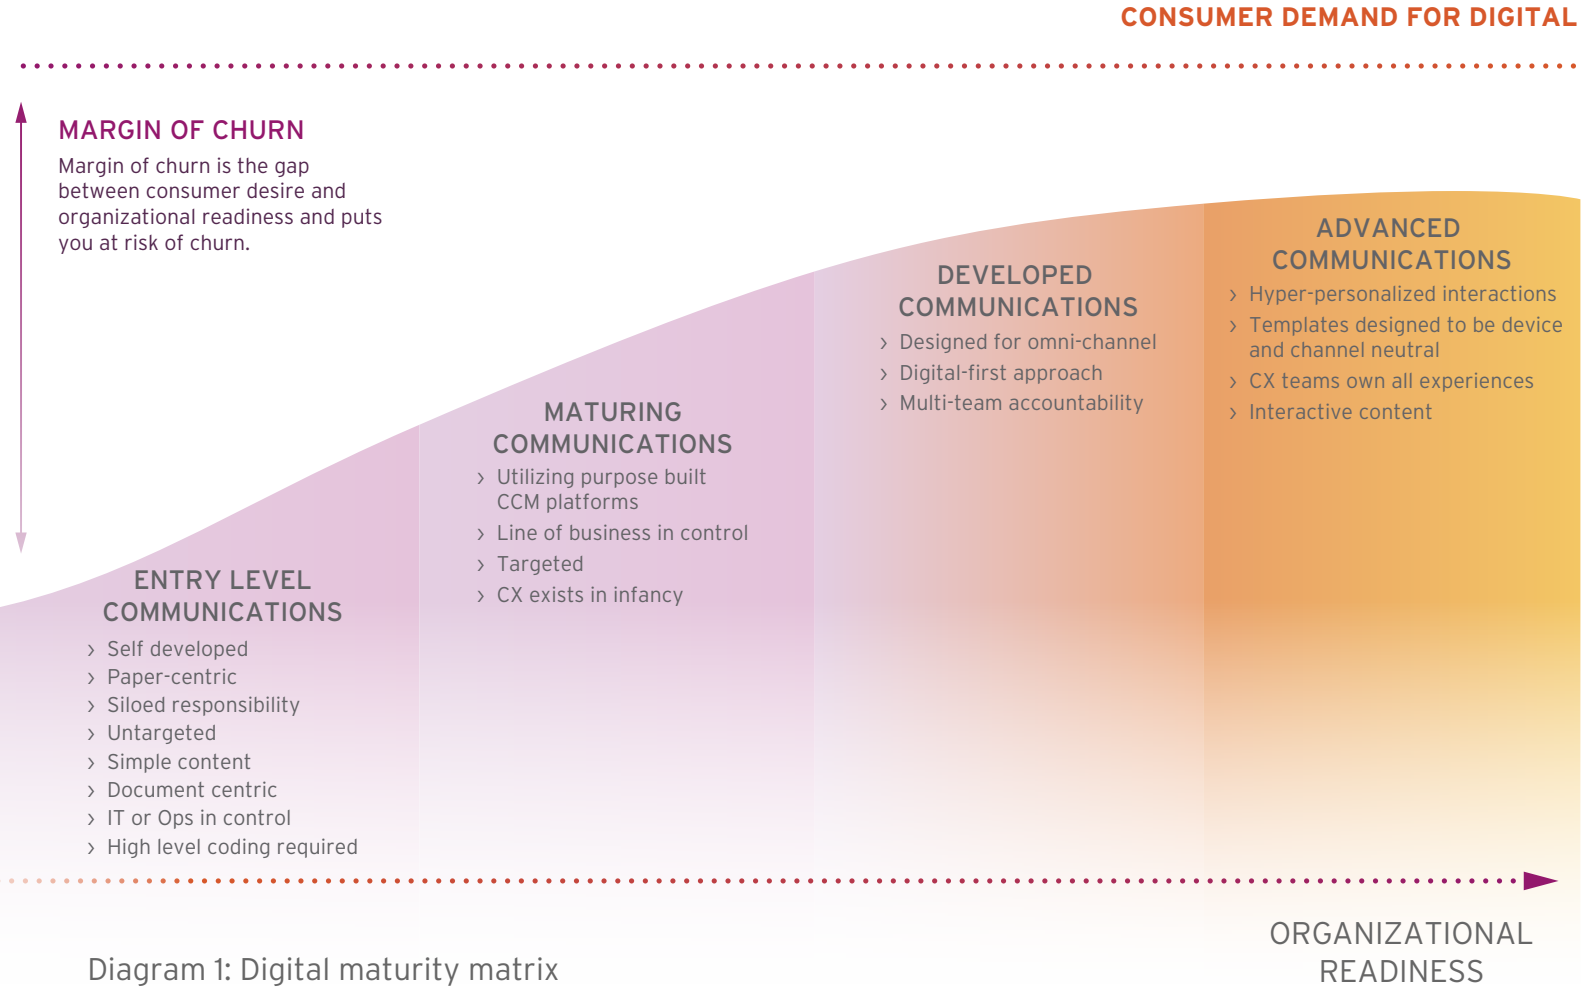 CONSUMER DEMAND FOR DIGITAL
MARGIN OF CHURN
Margin of churn is the gap
between consumer desire and
organizational readiness and puts
you at risk of churn.
ENTRY LEVEL
COMMUNICATIONS
› Self developed
› Paper-centric
› Siloed responsibility
› Untargeted
› Simple content
› Document centric
› IT or Ops in control
› High level coding required
MATURING
COMMUNICATIONS
› Utilizing purpose built
CCM platforms
› Line of business in control
› Targeted
› CX exists in infancy
DEVELOPED
COMMUNICATIONS
› Designed for omni-channel
› Digital-first approach
› Multi-team accountability
ADVANCED
COMMUNICATIONS
› Hyper-personalized interactions
› Templates designed to be device
and channel neutral
› CX teams own all experiences
› Interactive content
ORGANIZATIONAL
READINESS
Diagram 1: Digital maturity matrix